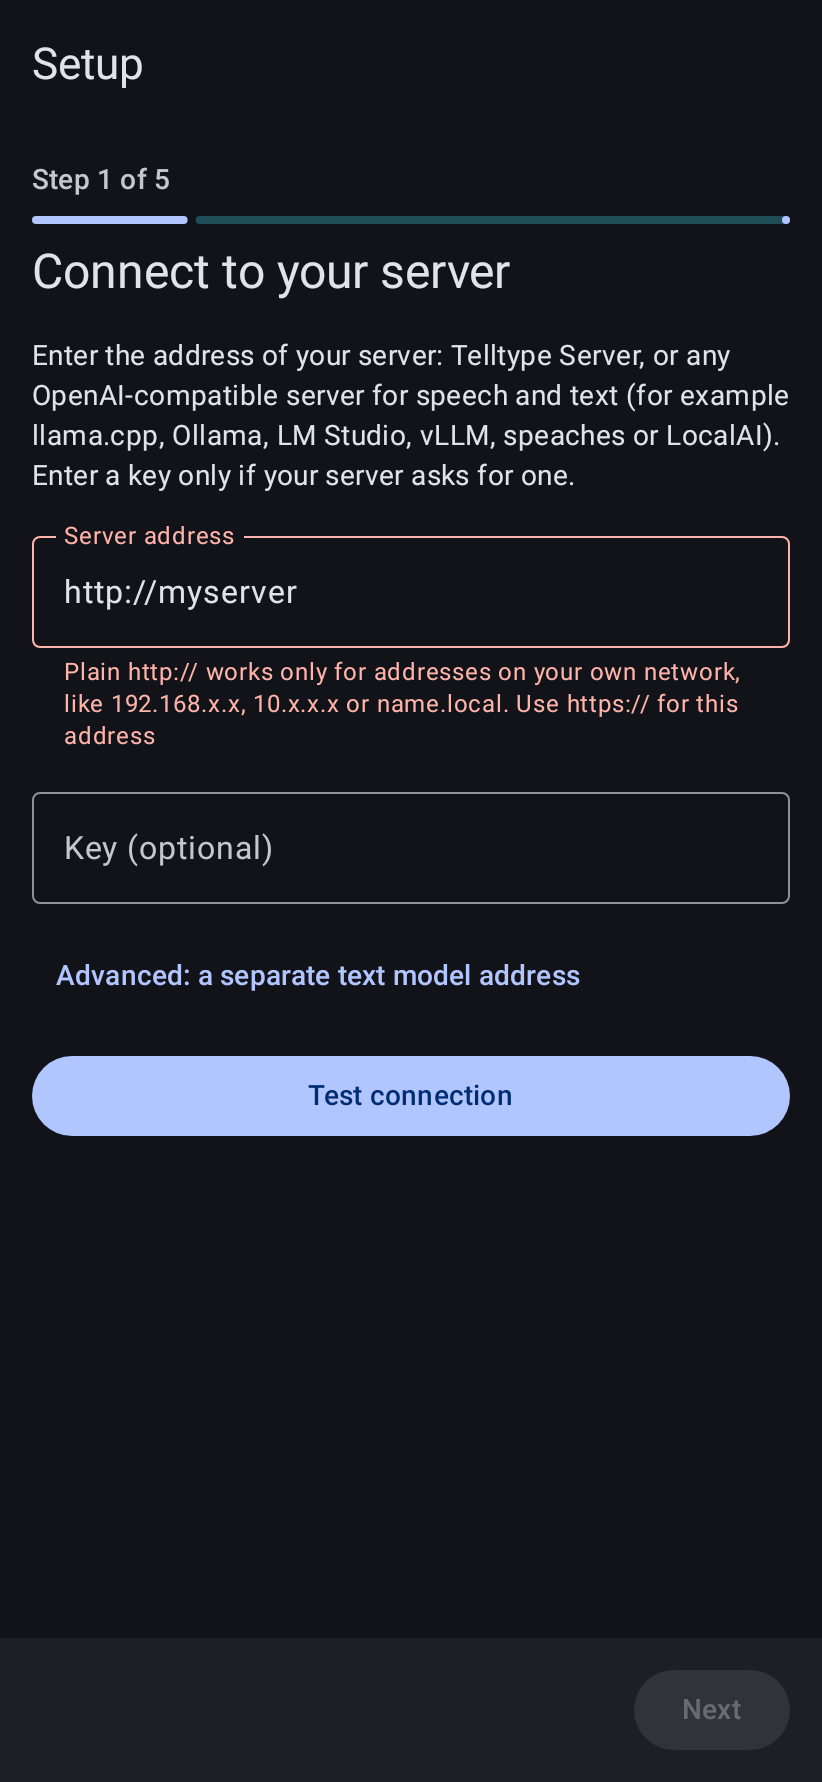 Setup
Step 1 of 5
Connect to your server
Enter the address of your server: Telltype Server, or any
OpenAI-compatible server for speech and text (for example
llama.cpp, Ollama, LM Studio, vLLM, speaches or LocalAI).
Enter a key only if your server asks for one.
Server address
http://myserver
Plain http:// works only for addresses on your own network,
like 192.168.x.x, 10.x.x.x or name.local. Use https:// for this
address
Key (optional)
Advanced: a separate text model address
Test connection
Next